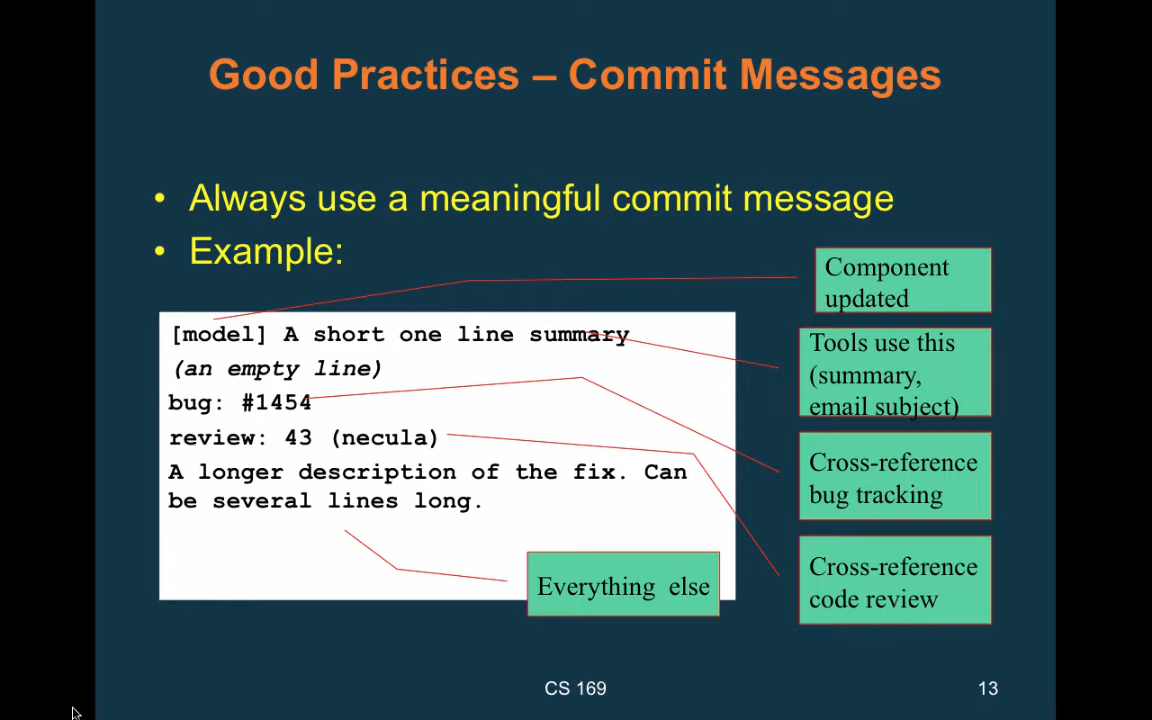 Good Practices – Commit Messages
• Always use a meaningful commit message
• Example:
[model] A short one line summary
(an empty line)
bug: #1454
review: 43 (necula)
A longer description of the fix. Can
be several lines long.
Component
updated
Tools use this
(summary,
email subject)
Cross-reference
bug tracking
Cross-reference
code review
Everything else
CS 169
13